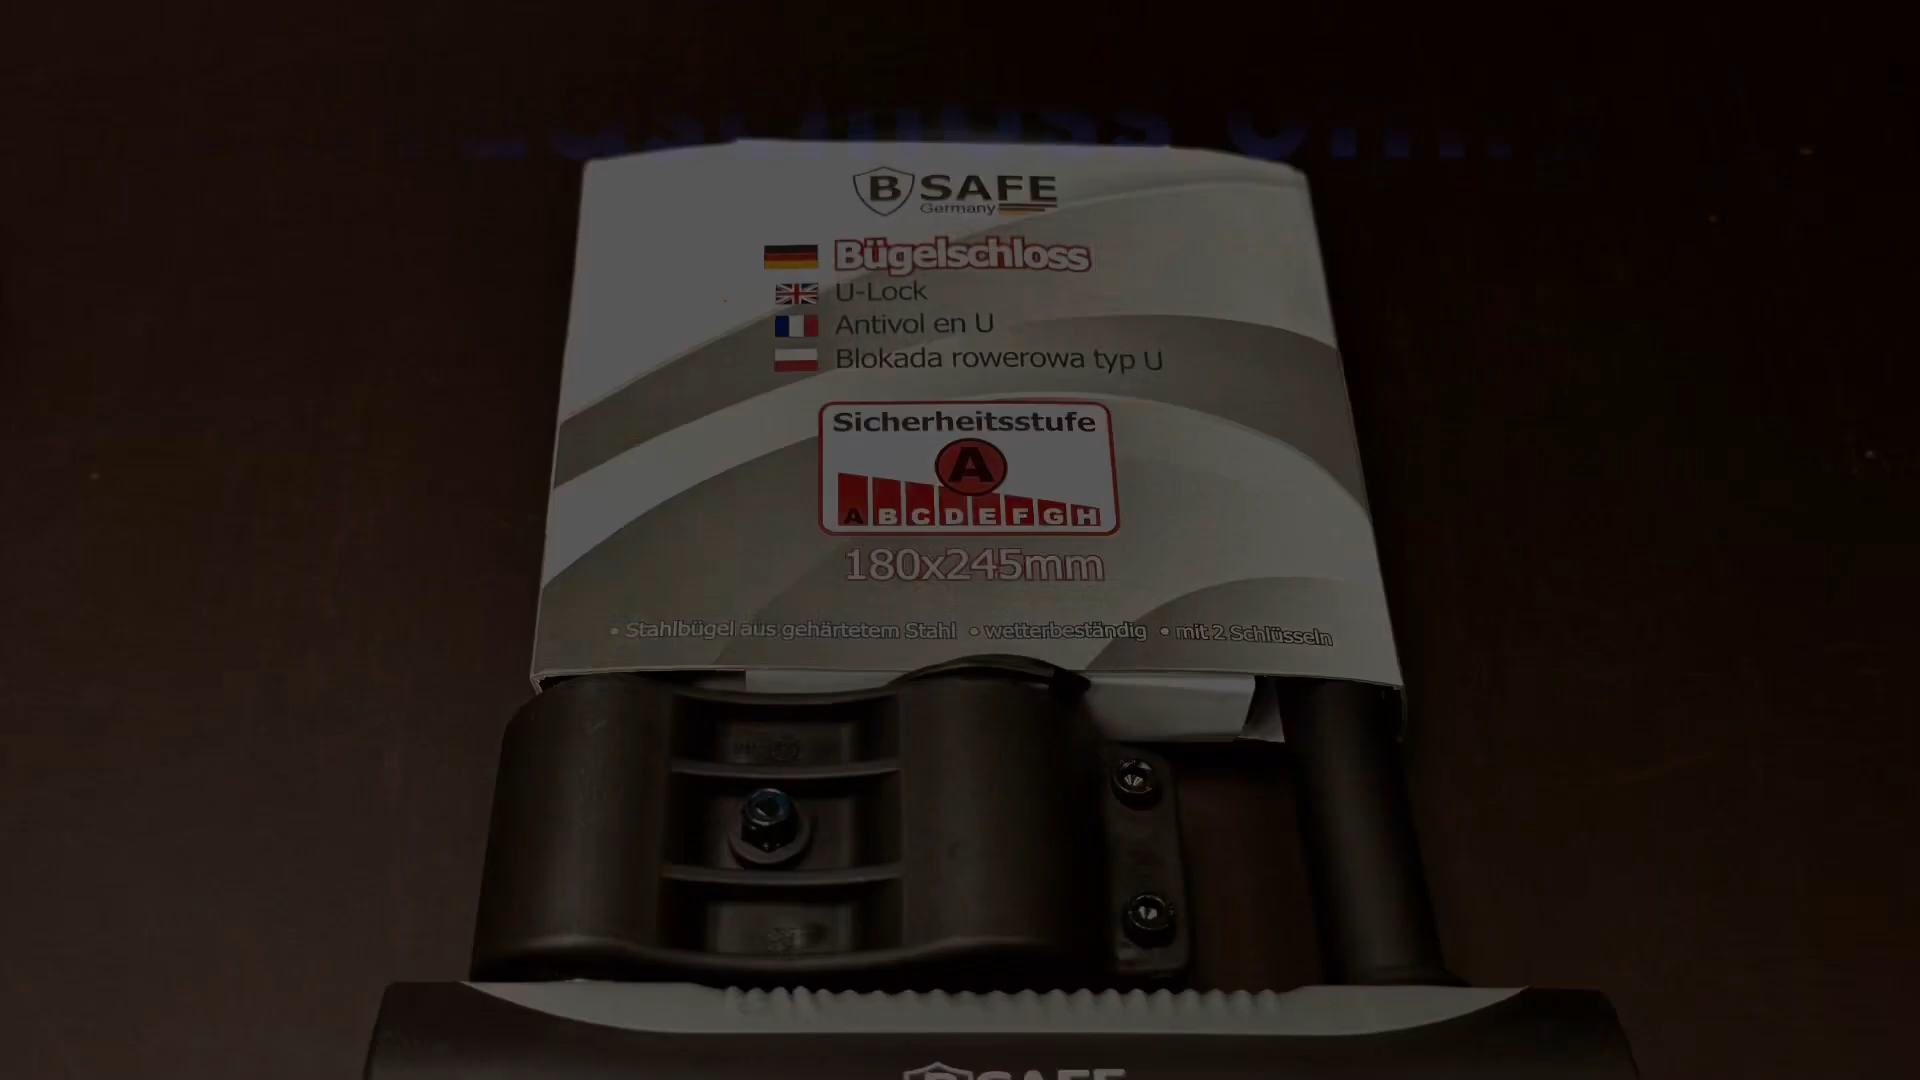 B SAFE
Germany
Bügelschloss
U-Lock
Antivol en U
Blokada rowerowa typ U
Sicherheitsstufe
A
A B C D E F G H
180x245mm
• Stahlbügel aus gehärtetem Stahl • wetterbeständig • mit 2 Schlüsseln
B SAFE